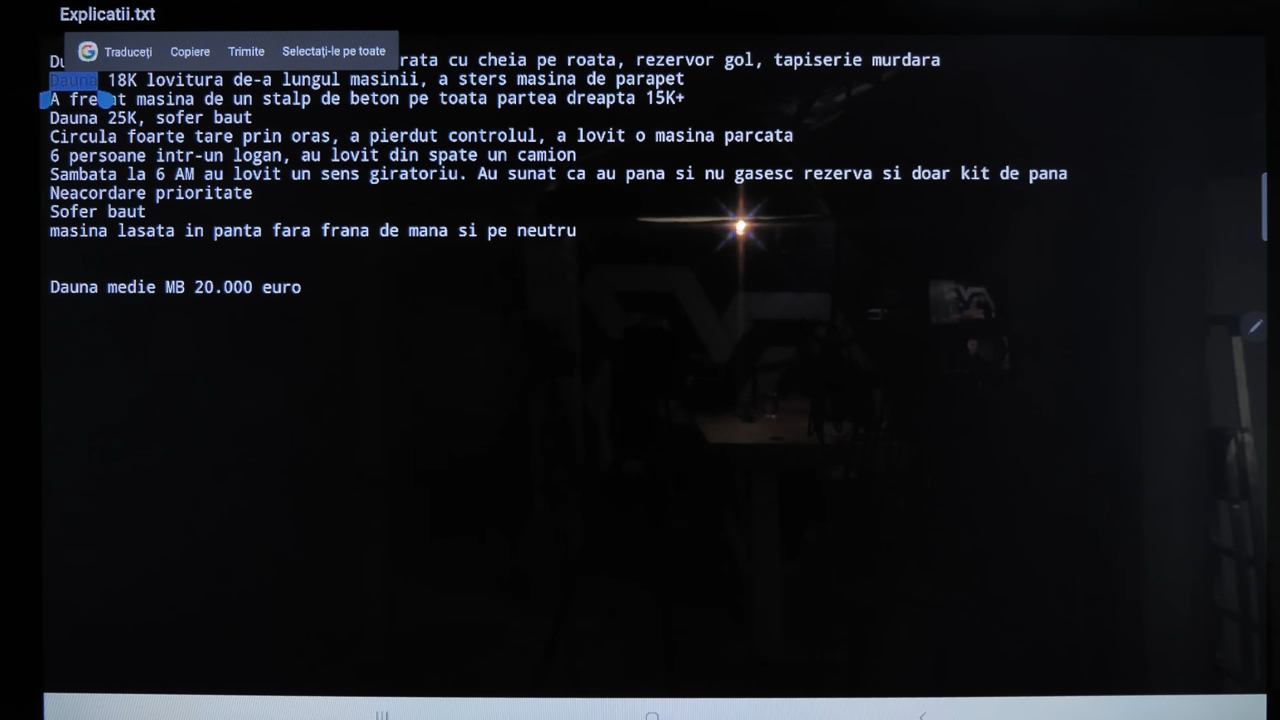 Explicatii.txt
Traduceți Copiere Trimite Selectați-le pe toate
rata cu cheia pe roata, rezervor gol, tapiserie murdara
Dauna 18K lovitura de-a lungul masinii, a sters masina de parapet
A frecat masina de un stalp de beton pe toata partea dreapta 15K+
Dauna 25K, sofer baut
Circula foarte tare prin oras, a pierdut controlul, a lovit o masina parcata
6 persoane intr-un logan, au lovit din spate un camion
Sambata la 6 AM au lovit un sens giratoriu. Au sunat ca au pana si nu gasesc rezerva si doar kit de pana
Neacordare prioritate
Sofer baut
masina lasata in panta fara frana de mana si pe neutru
Dauna medie MB 20.000 euro